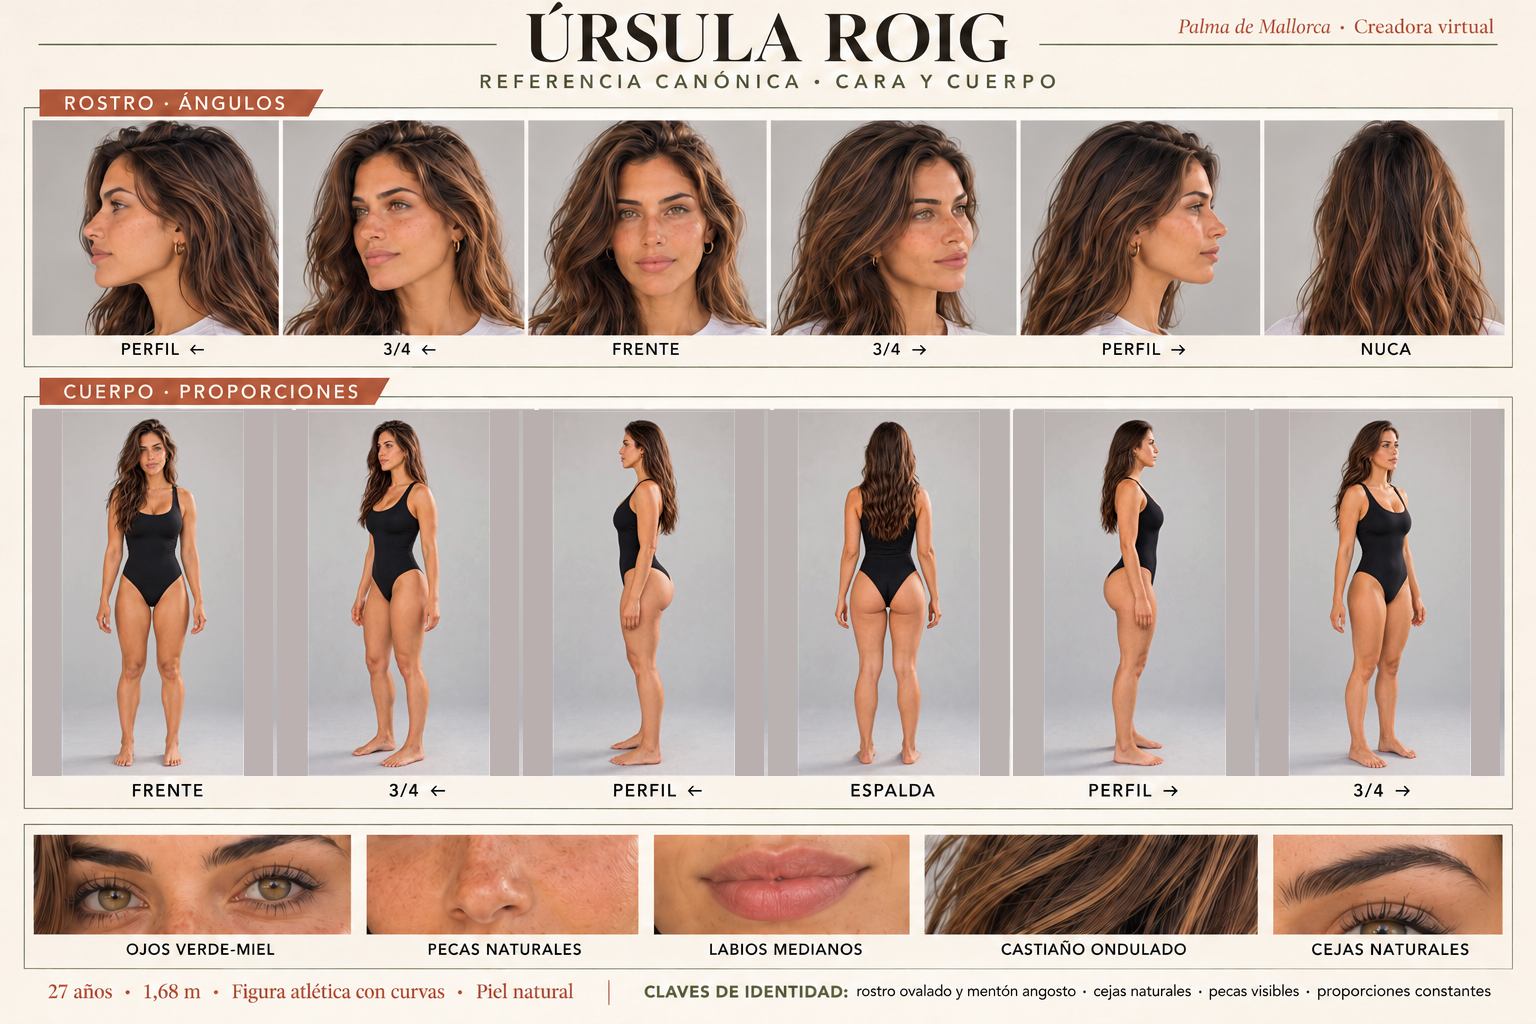 ÚRSULA ROIG
Palma de Mallorca · Creadora virtual
REFERENCIA CANÓNICA · CARA Y CUERPO
ROSTRO · ÁNGULOS
PERFIL ← 3/4 ← FRENTE 3/4 → PERFIL → NUCA
CUERPO · PROPORCIONES
FRENTE 3/4 ← PERFIL ← ESPALDA PERFIL → 3/4 →
OJOS VERDE-MIEL PECAS NATURALES LABIOS MEDIANOS CASTIAÑO ONDULADO CEJAS NATURALES
27 años · 1,68 m · Figura atlética con curvas · Piel natural | CLAVES DE IDENTIDAD: rostro ovalado y mentón angosto · cejas naturales · pecas visibles · proporciones constantes